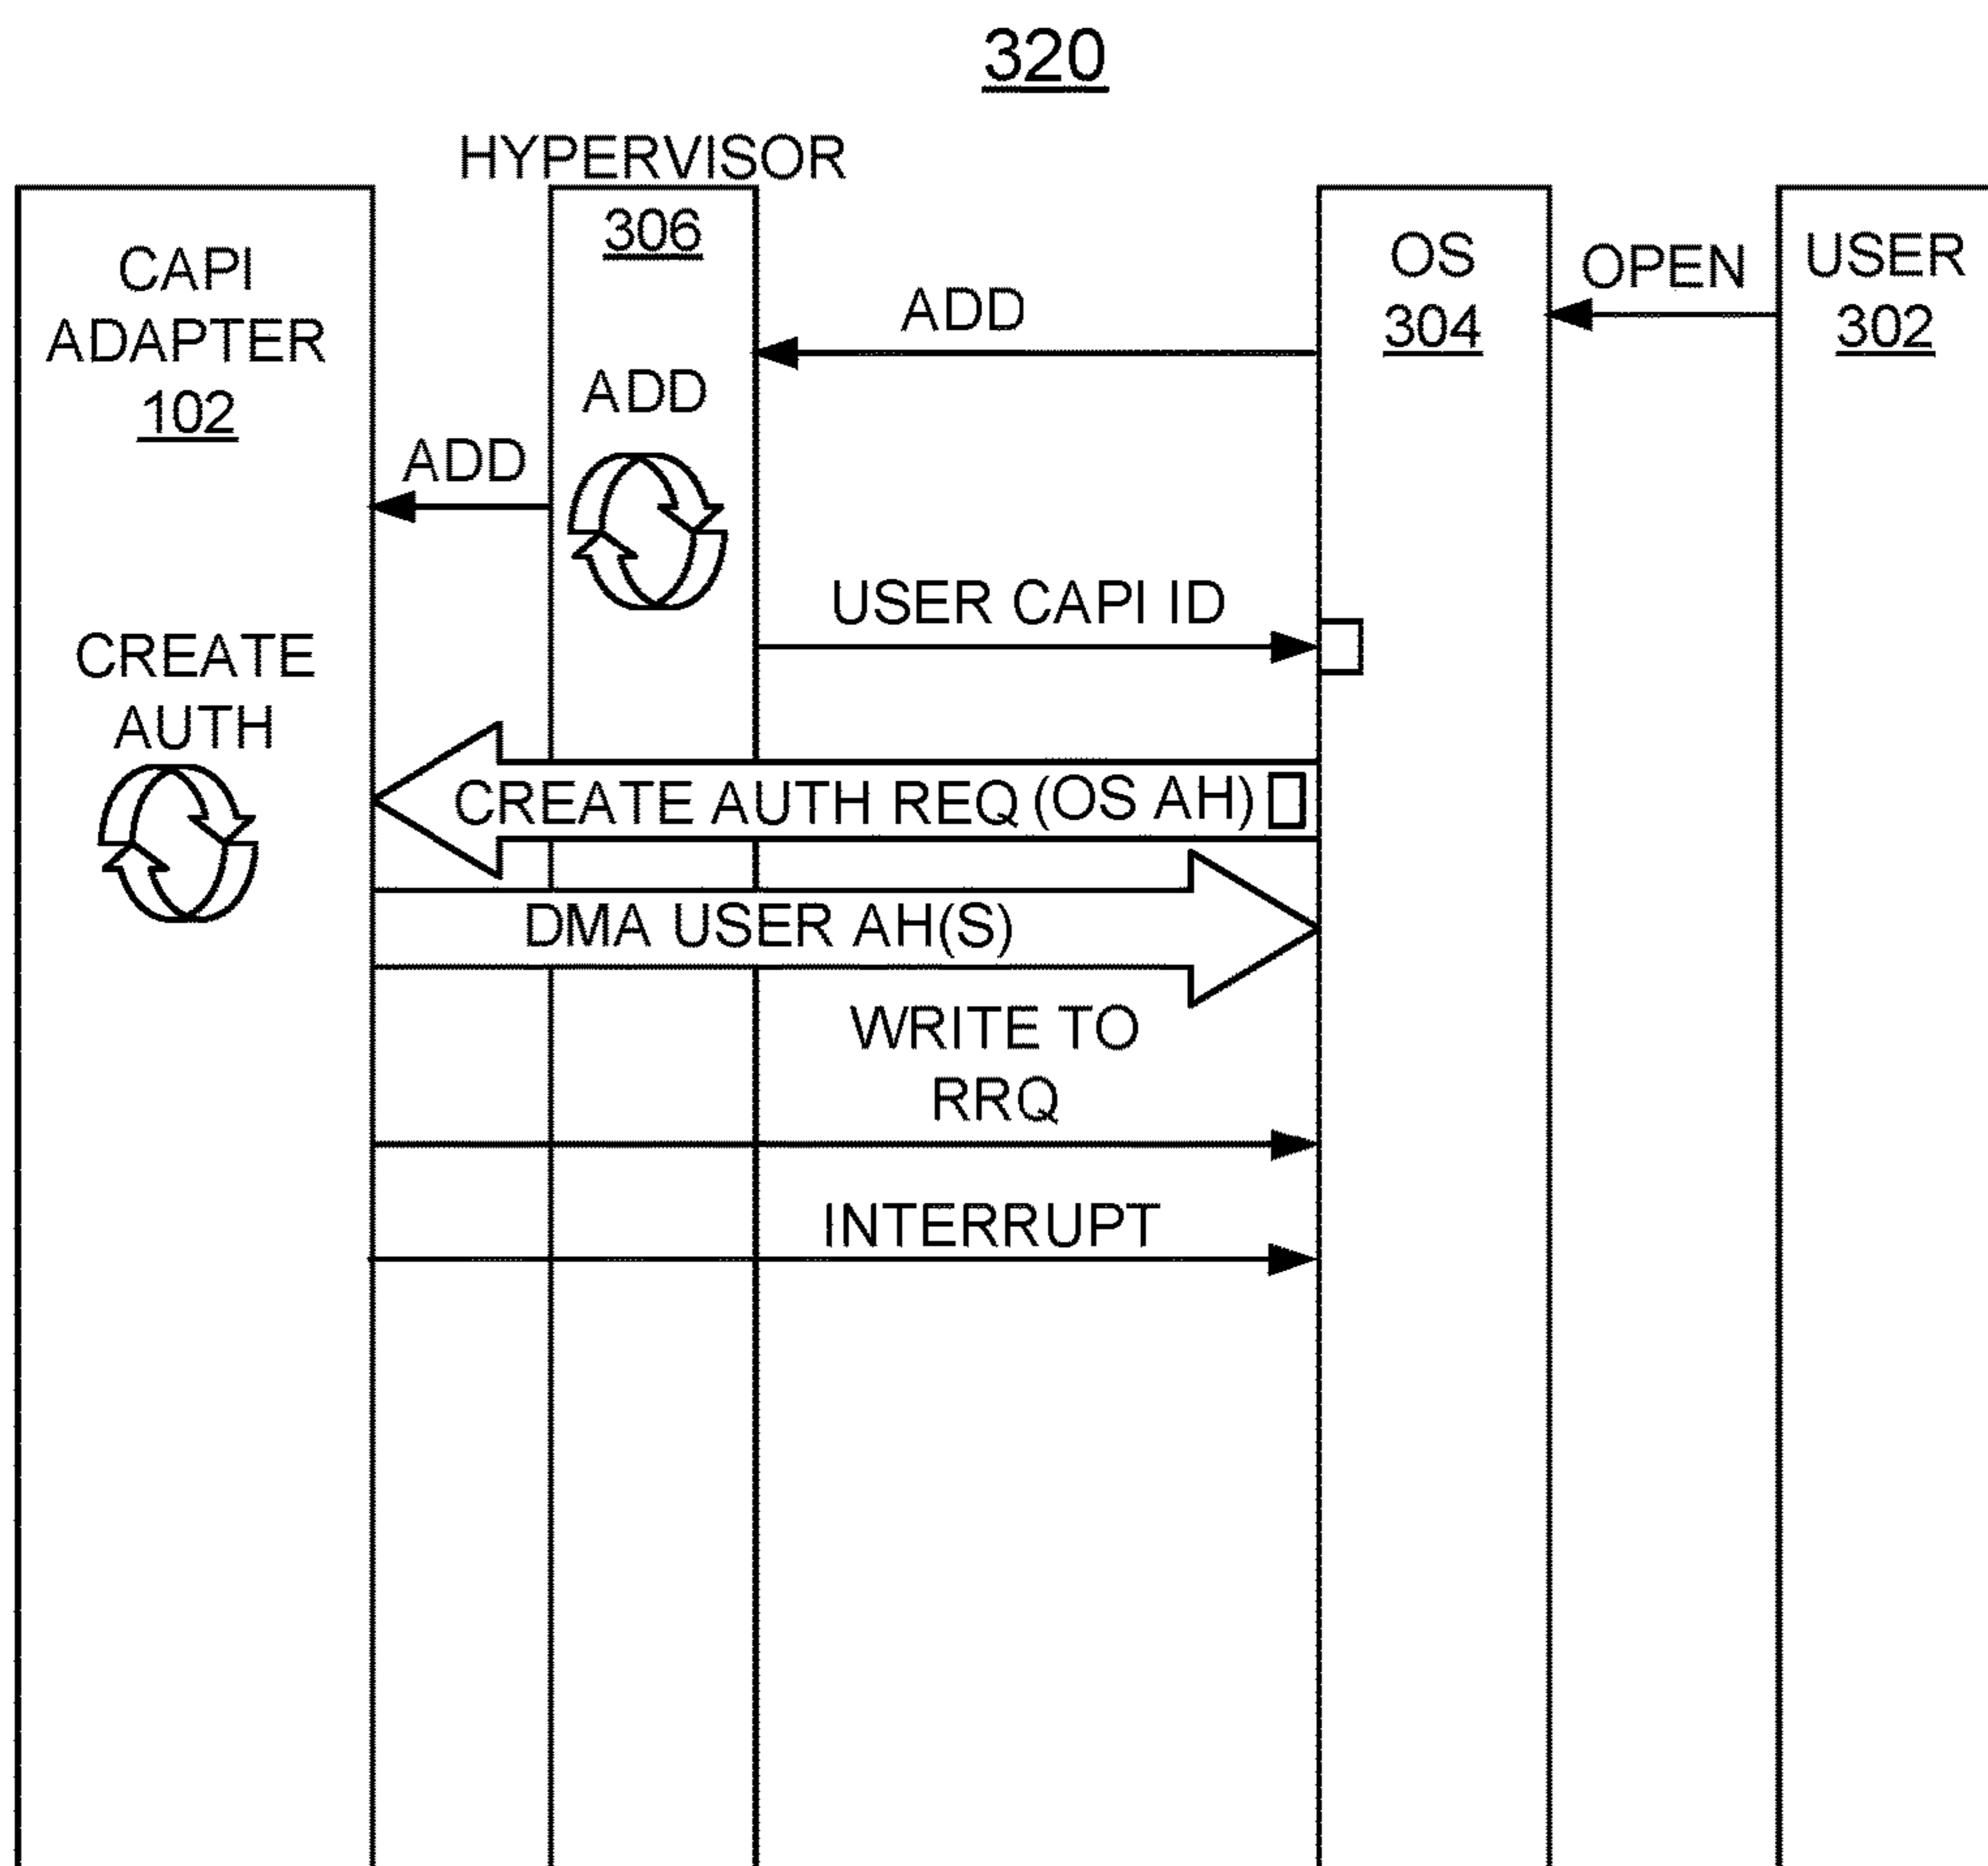 320
HYPERVISOR
306
CAPI
ADAPTER
102
OS
304
OPEN
USER
302
ADD
ADD
ADD
USER CAPI ID
CREATE
AUTH
CREATE AUTH REQ (OS AH)
DMA USER AH(S)
WRITE TO
RRQ
INTERRUPT